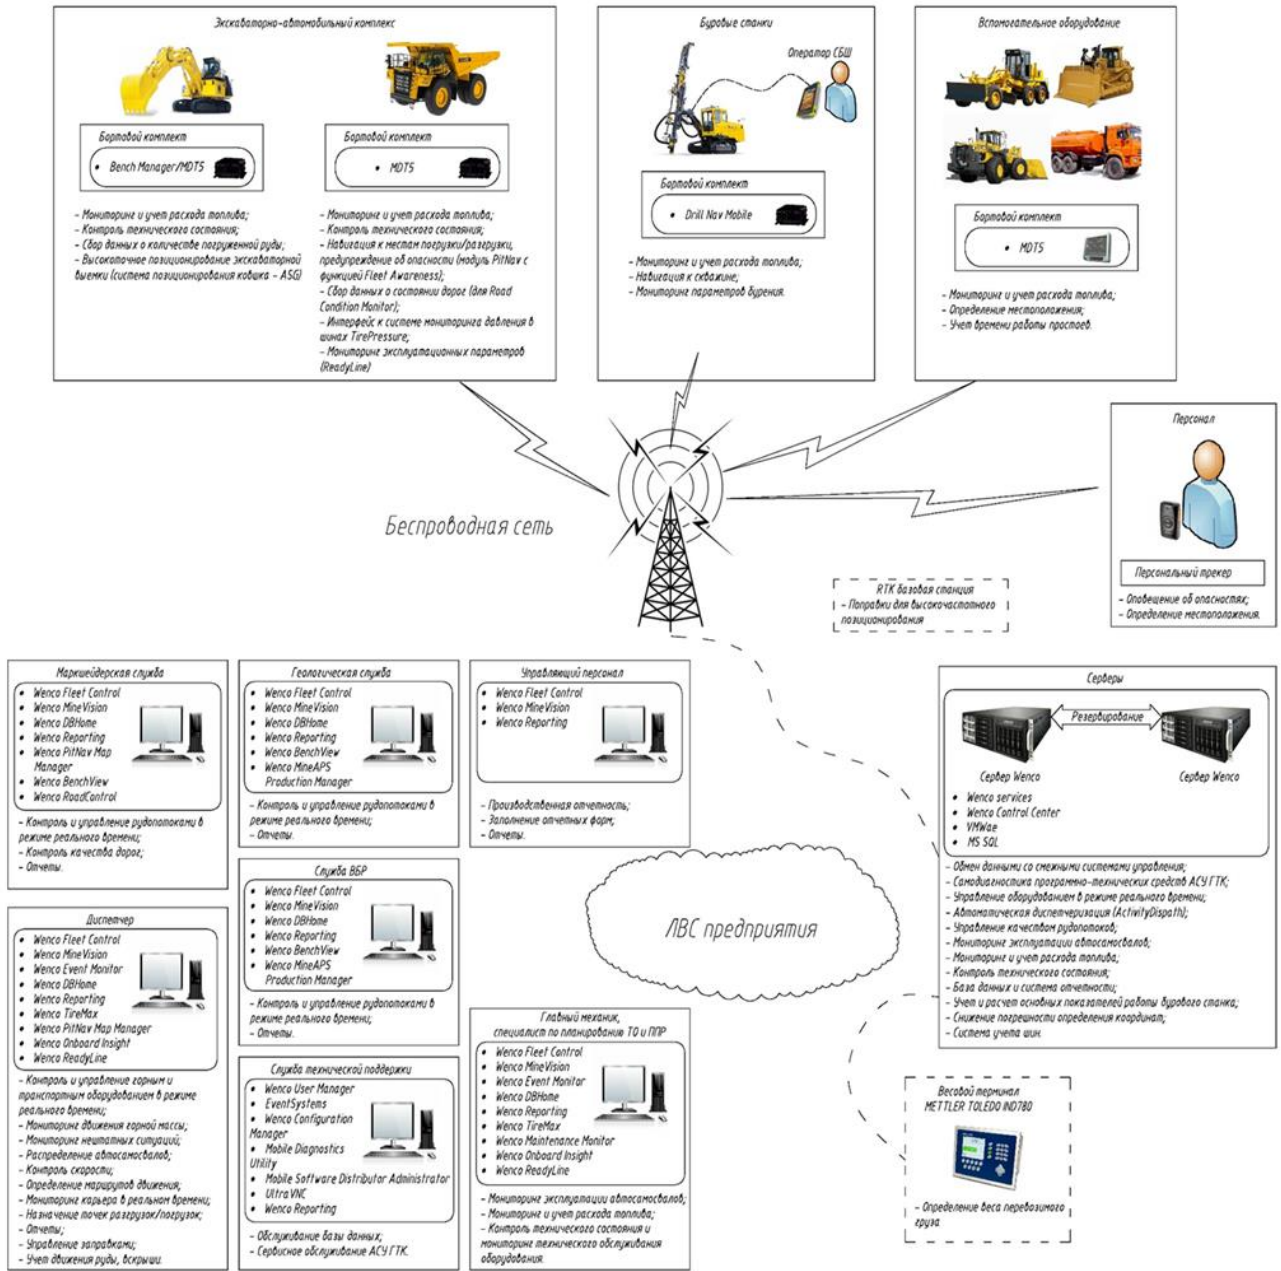 Экскаваторно-автомобильный комплекс
Бортовой комплект
• Bench Manager/MDT5
- Мониторинг и учет расхода топлива;
- Контроль технического состояния;
- Сбор данных о количестве погруженной руды;
- Высокоточное позиционирование экскаваторной
выемки (система позиционирования ковша - ASG)
Бортовой комплект
• MDT5
- Мониторинг и учет расхода топлива;
- Контроль технического состояния;
- Навигация к местам погрузки/разгрузки,
предупреждение об опасности (модуль PitNav с
функцией Fleet Awareness);
- Сбор данных о состоянии дорог (для Road
Condition Monitor);
- Интерфейс к системе мониторинга давления в
шинах TirePressure;
- Мониторинг эксплуатационных параметров
(ReadyLine)
Буровые станки
Оператор СБШ
Бортовой комплект
• Drill Nav Mobile
- Мониторинг и учет расхода топлива;
- Навигация к скважине;
- Мониторинг параметров бурения.
Вспомогательное оборудование
Бортовой комплект
• MDT5
- Мониторинг и учет расхода топлива;
- Определение местоположения;
- Учет времени работы простоев.
Беспроводная сеть
Персонал
Персональный трекер
- Оповещение об опасностях;
- Определение местоположения.
RTK базовая станция
- Поправки для высокочастотного
позиционирования
Маркшейдерская служба
• Wenco Fleet Control
• Wenco MineVision
• Wenco DBHome
• Wenco Reporting
• Wenco PitNav Map
Manager
• Wenco BenchView
• Wenco RoadControl
- Контроль и управление рудопотоками в
режиме реального времени;
- Контроль качества дорог;
- Отчеты.
Геологическая служба
• Wenco Fleet Control
• Wenco MineVision
• Wenco DBHome
• Wenco Reporting
• Wenco BenchView
• Wenco MineAPS
Production Manager
- Контроль и управление рудопотоками в
режиме реального времени;
- Отчеты.
Управляющий персонал
• Wenco Fleet Control
• Wenco MineVision
• Wenco Reporting
- Производственная отчетность;
- Заполнение отчетных форм;
- Отчеты.
Серверы
Резервирование
Сервер Wenco
Сервер Wenco
• Wenco services
• Wenco Control Center
• VMWae
• MS SQL
- Обмен данными со смежными системами управления;
- Самодиагностика программно-технических средств АСУ ГТК;
- Управление оборудованием в режиме реального времени;
- Автоматическая диспетчеризация (ActivityDispath);
- Управление качеством рудопотоков;
- Мониторинг эксплуатации автосамосвалов;
- Мониторинг и учет расхода топлива;
- Контроль технического состояния;
- База данных и система отчетности;
- Учет и расчет основных показателей работы бурового станка;
- Снижение погрешности определения координат;
- Система учета шин.
Служба ВБР
• Wenco Fleet Control
• Wenco MineVision
• Wenco DBHome
• Wenco Reporting
• Wenco BenchView
• Wenco MineAPS
Production Manager
- Контроль и управление рудопотоками в
режиме реального времени;
- Отчеты.
ЛВС предприятия
Диспетчер
• Wenco Fleet Control
• Wenco MineVision
• Wenco Event Monitor
• Wenco DBHome
• Wenco Reporting
• Wenco TireMax
• Wenco PitNav Map Manager
• Wenco Onboard Insight
• Wenco ReadyLine
- Контроль и управление горным и
транспортным оборудованием в режиме
реального времени;
- Мониторинг движения горной массы;
- Мониторинг нештатных ситуаций;
- Распределение автосамосвалов;
- Контроль скорости;
- Определение маршрутов движения;
- Мониторинг карьера в реальном времени;
- Назначение точек разгрузок/погрузок;
- Отчеты;
- Управление заправками;
- Учет движения руды, вскрыши.
Служба технической поддержки
• Wenco User Manager
• EventSystems
• Wenco Configuration
Manager
• Mobile Diagnostics
Utility
• Mobile Software Distributor Administrator
• UltraVNC
• Wenco Reporting
- Обслуживание базы данных;
- Сервисное обслуживание АСУ ГТК.
Главный механик,
специалист по планированию ТО и ППР
• Wenco Fleet Control
• Wenco MineVision
• Wenco Event Monitor
• Wenco DBHome
• Wenco Reporting
• Wenco TireMax
• Wenco Maintenance Monitor
• Wenco Onboard Insight
• Wenco ReadyLine
- Мониторинг эксплуатации автосамосвалов;
- Мониторинг и учет расхода топлива;
- Контроль технического состояния и
мониторинг технического обслуживания
оборудования.
Весовой терминал
METTLER TOLEDO IND780
- Определение веса перевозимого
груза